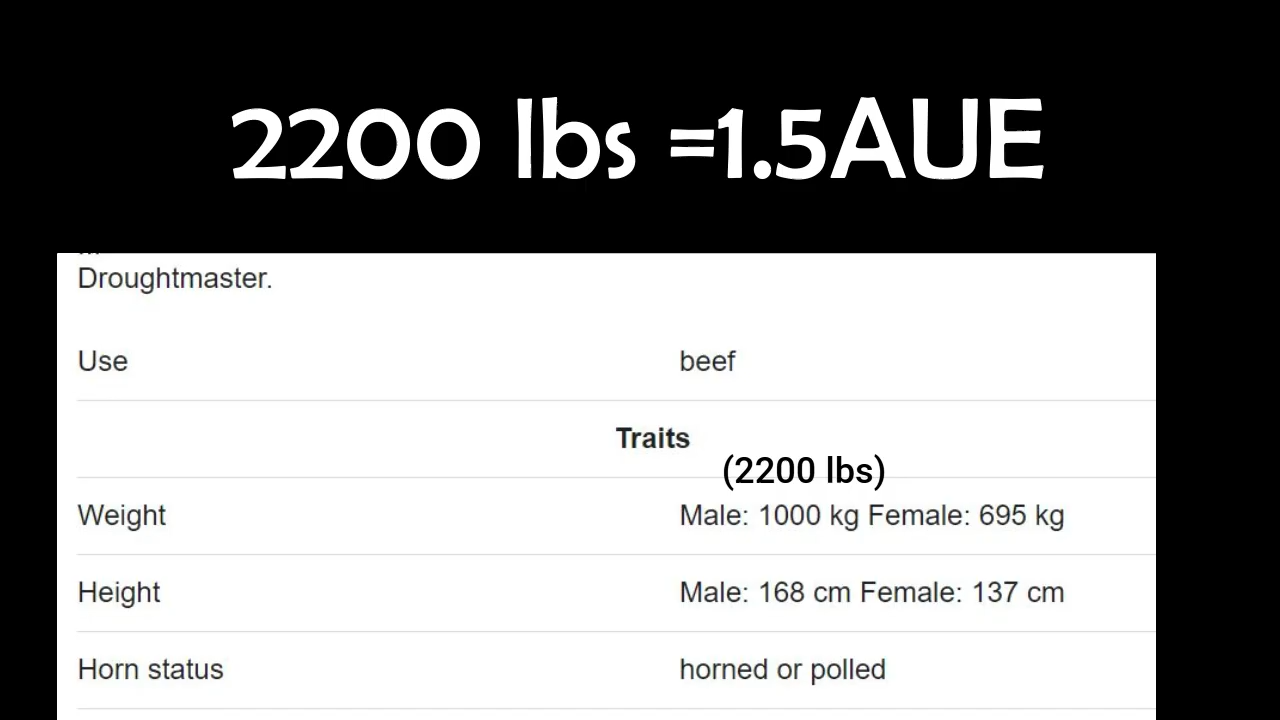 2200 lbs =1.5AUE
Droughtmaster.
Use beef
Traits
(2200 lbs)
Weight Male: 1000 kg Female: 695 kg
Height Male: 168 cm Female: 137 cm
Horn status horned or polled